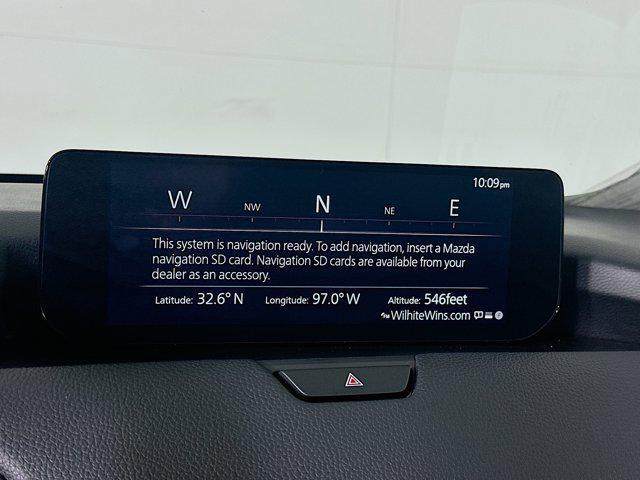 10:09pm
W NW N NE E
This system is navigation ready. To add navigation, insert a Mazda
navigation SD card. Navigation SD cards are available from your
dealer as an accessory.
Latitude: 32.6° N Longitude: 97.0° W Altitude: 546feet
WilhiteWins.com